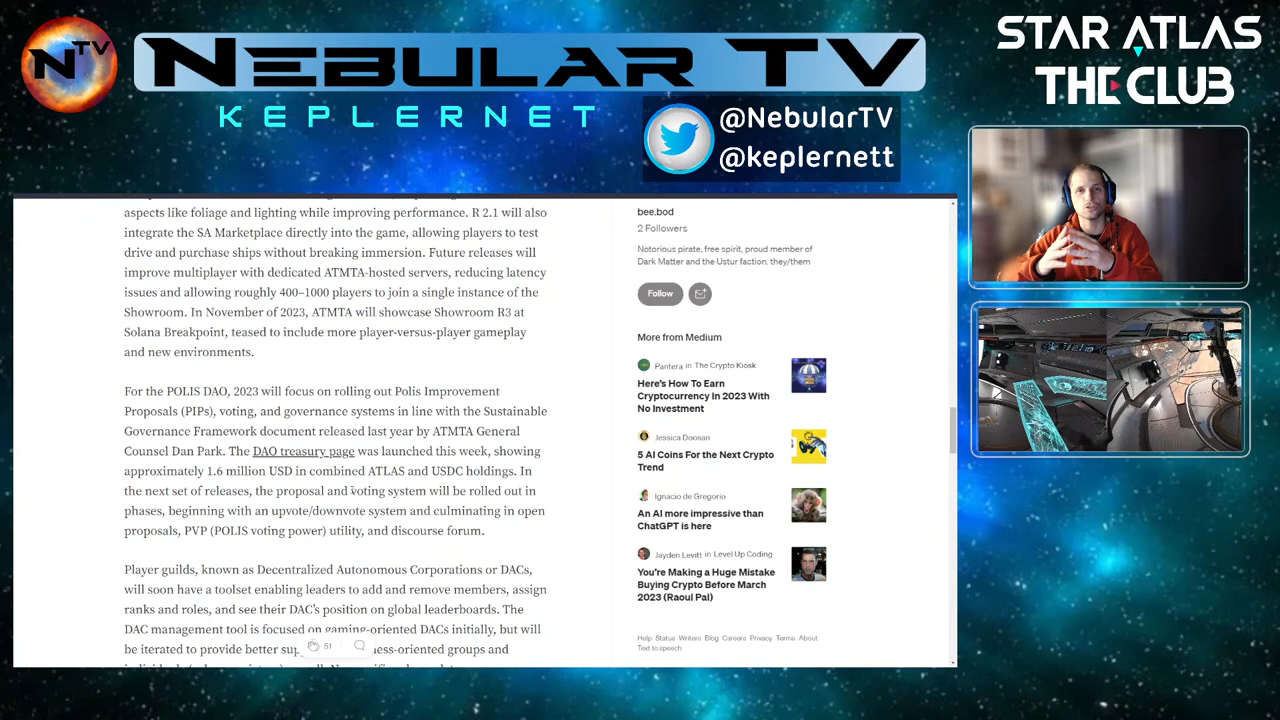 N TV
NEBULAR TV
KEPLERNET
@NebularTV
@keplernett
STAR ATLAS
THE CLUB
aspects like foliage and lighting while improving performance. R 2.1 will also
integrate the SA Marketplace directly into the game, allowing players to test
drive and purchase ships without breaking immersion. Future releases will
improve multiplayer with dedicated ATMTA-hosted servers, reducing latency
issues and allowing roughly 400–1000 players to join a single instance of the
Showroom. In November of 2023, ATMTA will showcase Showroom R3 at
Solana Breakpoint, teased to include more player-versus-player gameplay
and new environments.
For the POLIS DAO, 2023 will focus on rolling out Polis Improvement
Proposals (PIPs), voting, and governance systems in line with the Sustainable
Governance Framework document released last year by ATMTA General
Counsel Dan Park. The DAO treasury page was launched this week, showing
approximately 1.6 million USD in combined ATLAS and USDC holdings. In
the next set of releases, the proposal and voting system will be rolled out in
phases, beginning with an upvote/downvote system and culminating in open
proposals, PVP (POLIS voting power) utility, and discourse forum.
Player guilds, known as Decentralized Autonomous Corporations or DACs,
will soon have a toolset enabling leaders to add and remove members, assign
ranks and roles, and see their DAC's position on global leaderboards. The
DAC management tool is focused on gaming-oriented DACs initially, but will
be iterated to provide better
51
groups and
bee.bod
2 Followers
Notorious pirate, free spirit, proud member of
Dark Matter and the Ustur faction. they/them
Follow
More from Medium
Pantera in The Crypto Kiosk
Here's How To Earn
Cryptocurrency In 2023 With
No Investment
Jessica Doosan
5 AI Coins For the Next Crypto
Trend
Ignacio de Gregorio
An AI more impressive than
ChatGPT is here
Jayden Levitt in Level Up Coding
You're Making a Huge Mistake
Buying Crypto Before March
2023 (Raoul Pal)
Help Status Writers Blog Careers Privacy Terms About
Text to speech